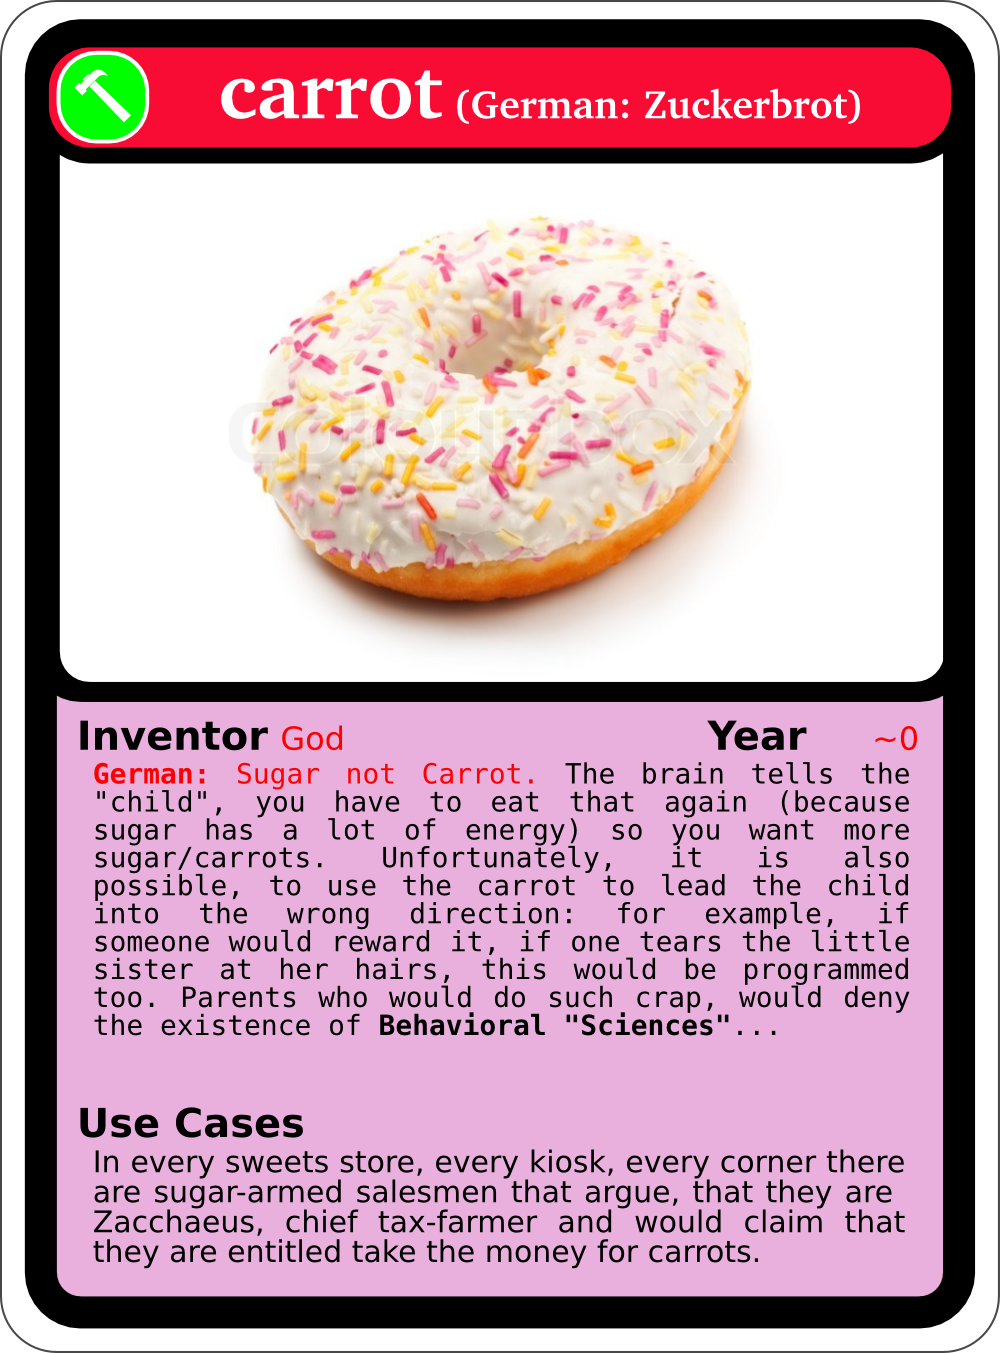 carrot (German: Zuckerbrot)
colourbox
Inventor God Year ~0
German: Sugar not Carrot. The brain tells the
"child", you have to eat that again (because
sugar has a lot of energy) so you want more
sugar/carrots. Unfortunately, it is also
possible, to use the carrot to lead the child
into the wrong direction: for example, if
someone would reward it, if one tears the little
sister at her hairs, this would be programmed
too. Parents who would do such crap, would deny
the existence of Behavioral "Sciences"...
Use Cases
In every sweets store, every kiosk, every corner there
are sugar-armed salesmen that argue, that they are
Zacchaeus, chief tax-farmer and would claim that
they are entitled take the money for carrots.